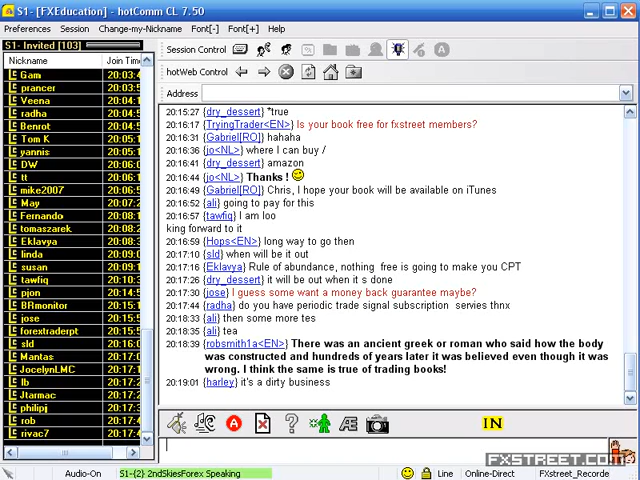 S1- [FXEducation] - hotComm CL 7.50
Preferences Session Change-my-Nickname Font[-] Font[+] Help
S1- Invited [103]
Session Control
Nickname Join Time
hotWeb Control
Address
Gam 20:03:4
prancer 20:03:5
Veena 20:04:1
radha 20:04:1
Benrot 20:04:5
Tom K 20:05:1
yannis 20:05:1
DW 20:06:0
tt 20:06:1
mike2007 20:06:5
May 20:07:2
Fernando 20:08:1
tomaszarek 20:08:1
Eklavya 20:08:3
linda 20:08:3
susan 20:09:1
tawfiq 20:10:3
pjon 20:14:2
BRmonitor 20:14:3
jose 20:15:1
forextraderpt 20:15:5
sld 20:17:0
Mantas 20:17:1
JocelynLMC 20:17:2
lb 20:17:2
Jtarmac 20:17:2
philipj 20:17:3
rob 20:17:4
rivac7 20:17:4
20:15:27 {dry_dessert} *true
20:16:17 {TryingTrader<EN>} Is your book free for fxstreet members?
20:16:31 {Gabriel[RO]} hahaha
20:16:36 {jo<NL>} where I can buy /
20:16:41 {dry_dessert} amazon
20:16:44 {jo<NL>} Thanks !
20:16:49 {Gabriel[RO]} Chris, I hope your book will be available on iTunes
20:16:52 {ali} going to pay for this
20:16:57 {tawfiq} I am loo
king forward to it
20:16:59 {Hops<EN>} long way to go then
20:17:10 {sld} when will be it out
20:17:16 {Eklavya} Rule of abundance, nothing free is going to make you CPT
20:17:26 {dry_dessert} it will be out when it s done
20:17:30 {jose} I guess some want a money back guarantee maybe?
20:17:44 {radha} do you have periodic trade signal subscription servies thnx
20:18:33 {ali} then some more tes
20:18:35 {ali} tea
20:18:39 {robsmith1a<EN>} There was an ancient greek or roman who said how the body
was constructed and hundreds of years later it was believed even though it was
wrong. I think the same is true of trading books!
20:19:01 {harley} it's a dirty business
A ? Æ IN
FXSTREET.COM
Audio-On S1-{2} 2ndSkiesForex Speaking Line Online-Direct FXstreet_Recorde